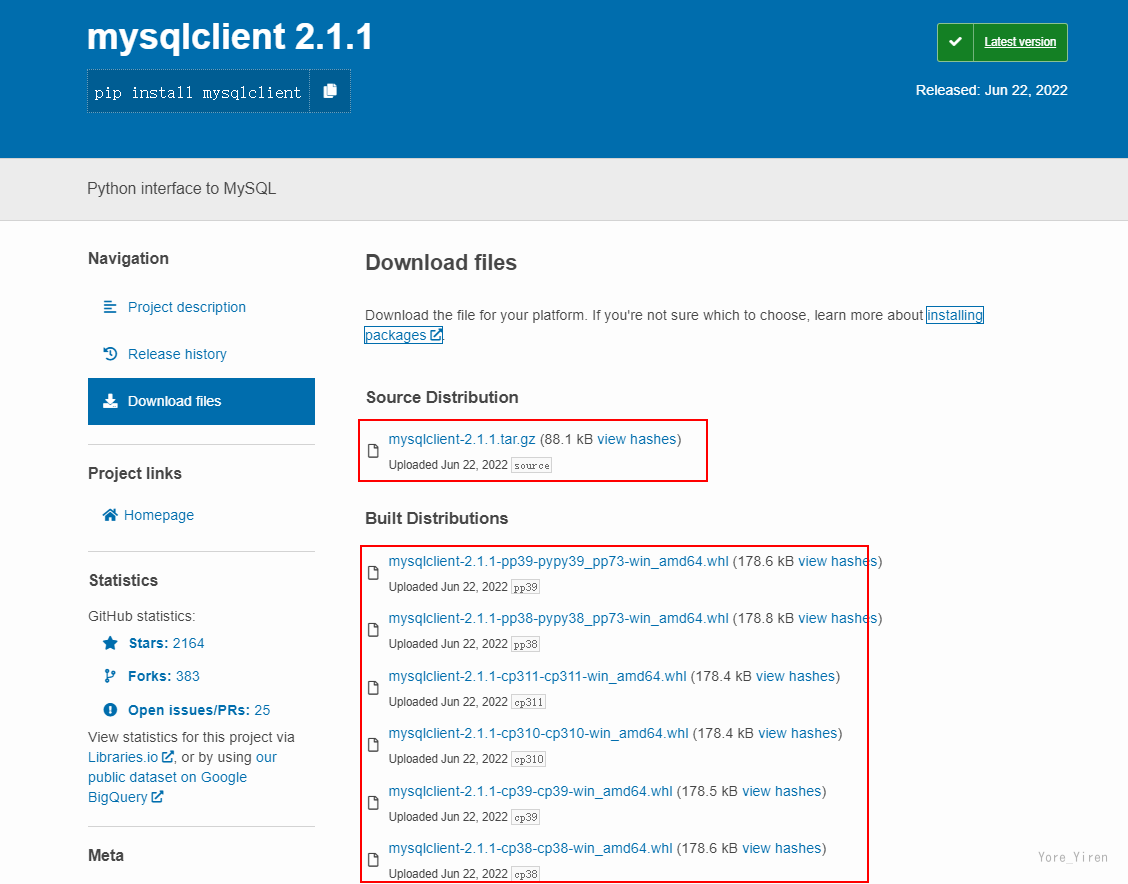 mysqlclient 2.1.1
pip install mysqlclient
Latest version
Released: Jun 22, 2022
Python interface to MySQL
Navigation
Project description
Release history
Download files
Project links
Homepage
Statistics
GitHub statistics:
Stars: 2164
Forks: 383
Open issues/PRs: 25
View statistics for this project via
Libraries.io, or by using our
public dataset on Google
BigQuery
Meta
Download files
Download the file for your platform. If you're not sure which to choose, learn more about installing
packages.
Source Distribution
mysqlclient-2.1.1.tar.gz (88.1 kB view hashes)
Uploaded Jun 22, 2022 source
Built Distributions
mysqlclient-2.1.1-pp39-pypy39_pp73-win_amd64.whl (178.6 kB view hashes)
Uploaded Jun 22, 2022 pp39
mysqlclient-2.1.1-pp38-pypy38_pp73-win_amd64.whl (178.8 kB view hashes)
Uploaded Jun 22, 2022 pp38
mysqlclient-2.1.1-cp311-cp311-win_amd64.whl (178.4 kB view hashes)
Uploaded Jun 22, 2022 cp311
mysqlclient-2.1.1-cp310-cp310-win_amd64.whl (178.4 kB view hashes)
Uploaded Jun 22, 2022 cp310
mysqlclient-2.1.1-cp39-cp39-win_amd64.whl (178.5 kB view hashes)
Uploaded Jun 22, 2022 cp39
mysqlclient-2.1.1-cp38-cp38-win_amd64.whl (178.6 kB view hashes)
Uploaded Jun 22, 2022 cp38
Yore_Yiren